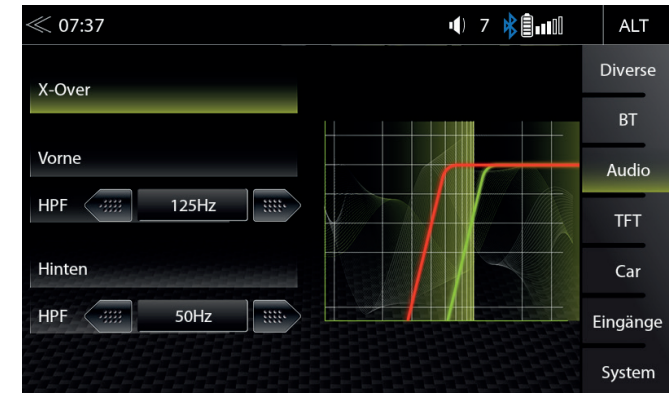 07:37
7
ALT
X-Over
Vorne
HPF 125Hz
Hinten
HPF 50Hz
Diverse
BT
Audio
TFT
Car
Eingänge
System